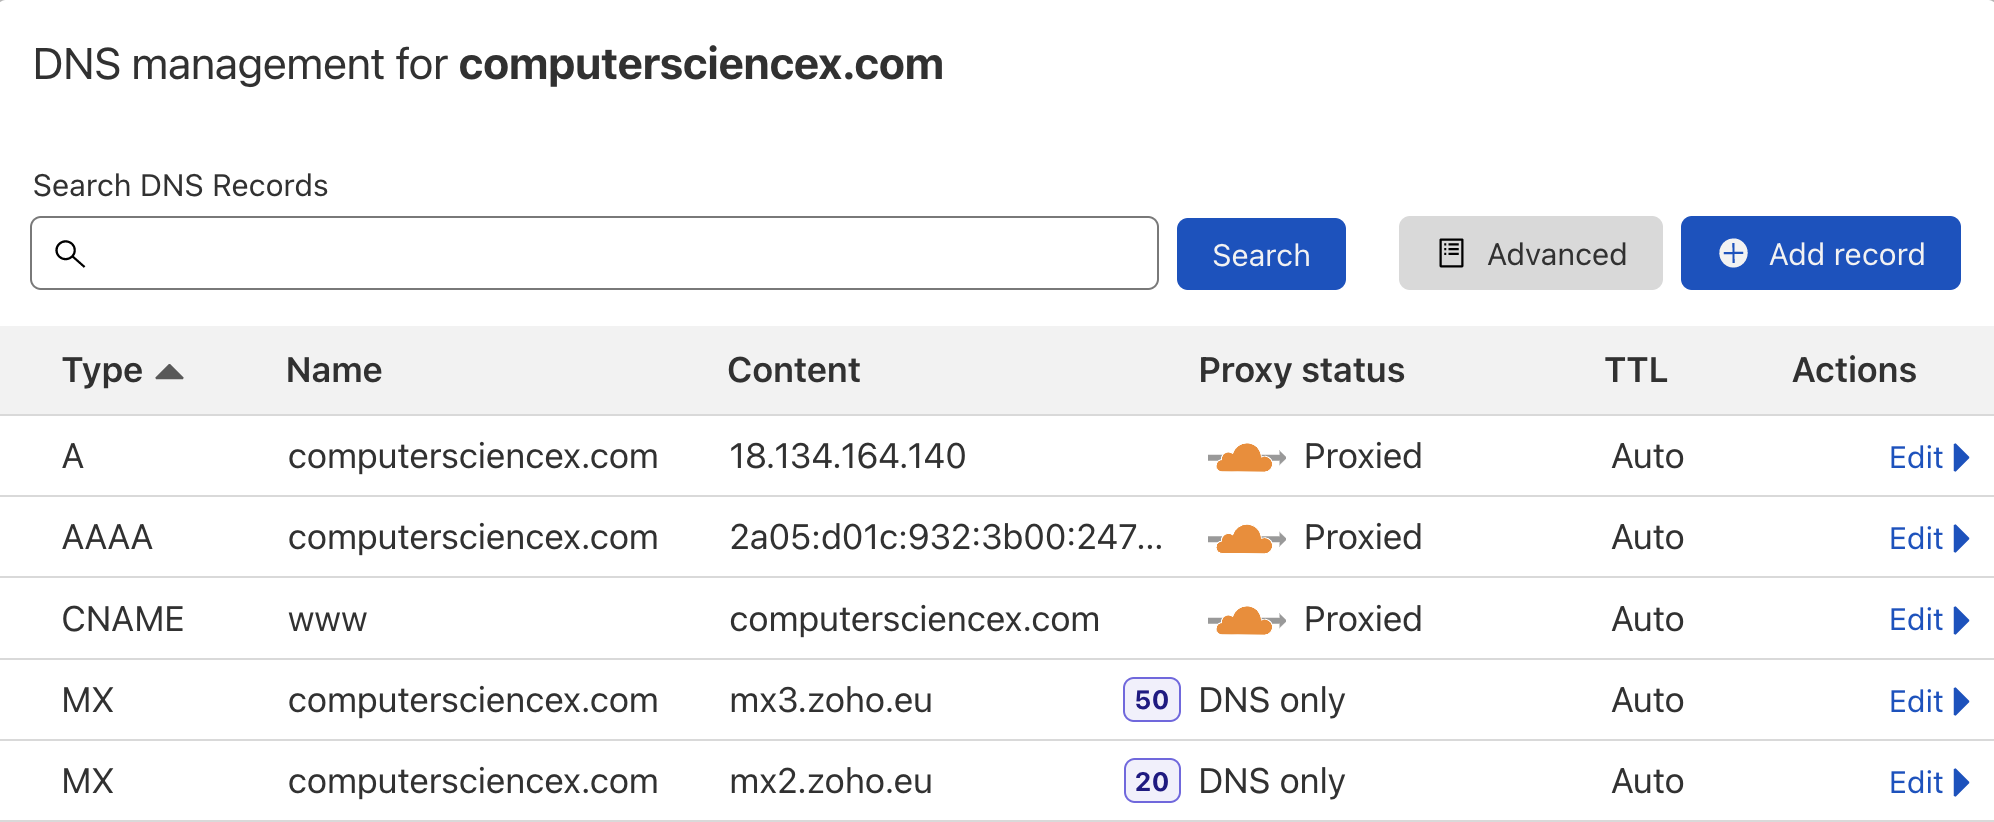 DNS management for computersciencex.com
Search DNS Records
Search Advanced Add record
Type Name Content Proxy status TTL Actions
A computersciencex.com 18.134.164.140 Proxied Auto Edit
AAAA computersciencex.com 2a05:d01c:932:3b00:247... Proxied Auto Edit
CNAME www computersciencex.com Proxied Auto Edit
MX computersciencex.com mx3.zoho.eu 50 DNS only Auto Edit
MX computersciencex.com mx2.zoho.eu 20 DNS only Auto Edit